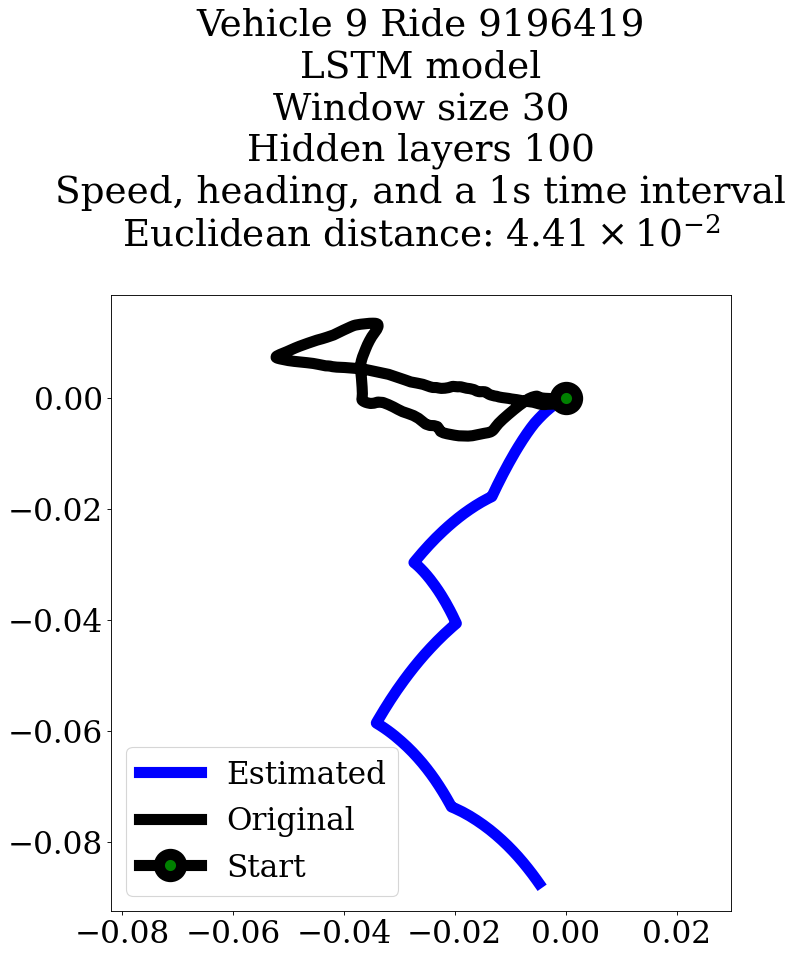 Vehicle 9 Ride 9196419
LSTM model
Window size 30
Hidden layers 100
Speed, heading, and a 1s time interval
Euclidean distance: 4.41 × 10⁻²
0.00
−0.02
−0.04
−0.06
−0.08
Estimated
Original
Start
−0.08 −0.06 −0.04 −0.02 0.00 0.02